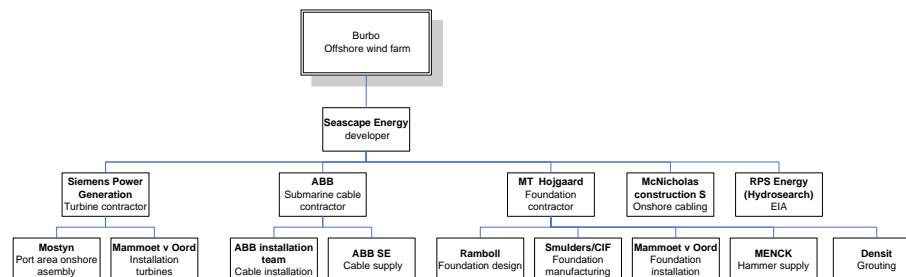 Burbo
Offshore wind farm
Seascape Energy
developer
Siemens Power
Generation
Turbine contractor
ABB
Submarine cable
contractor
MT Hojgaard
Foundation
contractor
McNicholas
construction S
Onshore cabling
RPS Energy
(Hydrosearch)
EIA
Mostyn
Port area onshore
asembly
Mammoet v Oord
Installation
turbines
ABB installation
team
Cable installation
ABB SE
Cable supply
Ramboll
Foundation design
Smulders/CIF
Foundation
manufacturing
Mammoet v Oord
Foundation
installation
MENCK
Hammer supply
Densit
Grouting